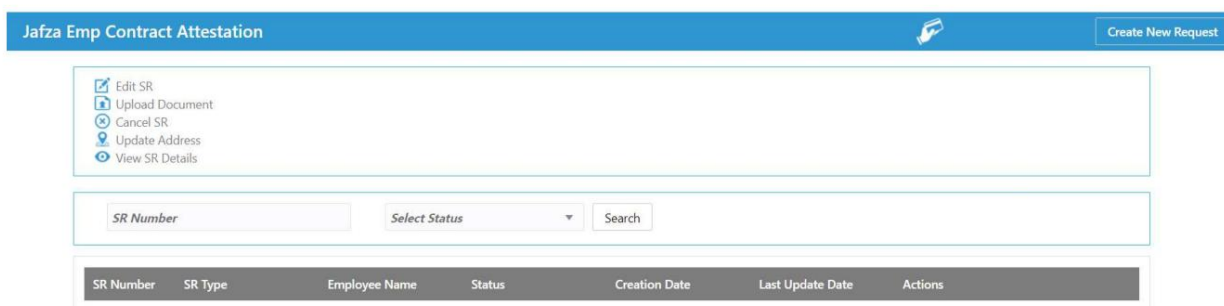 Jafza Emp Contract Attestation Create New Request
Edit SR
Upload Document
Cancel SR
Update Address
View SR Details
SR Number Select Status Search
SR Number SR Type Employee Name Status Creation Date Last Update Date Actions